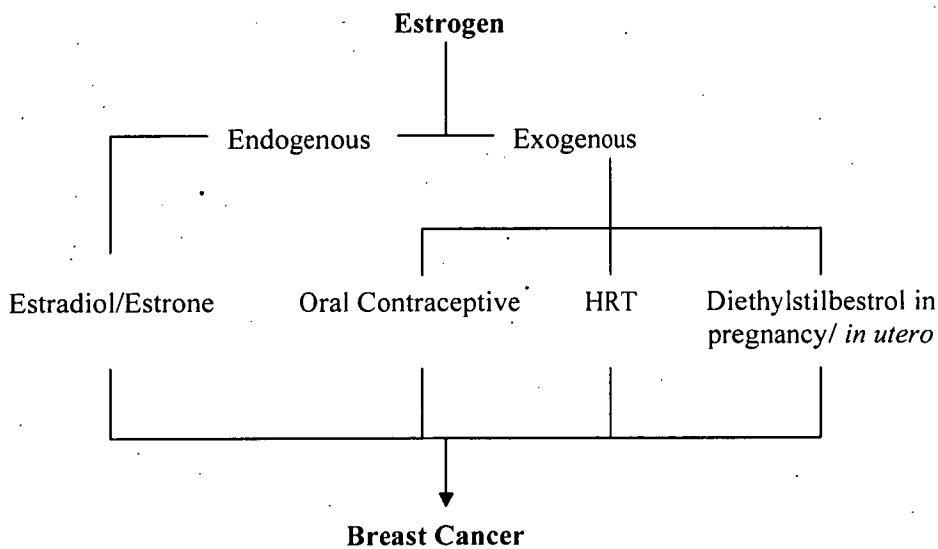 Estrogen
Endogenous
Exogenous
Estradiol/Estrone
Oral Contraceptive
HRT
Diethylstilbestrol in
pregnancy/ in utero
Breast Cancer